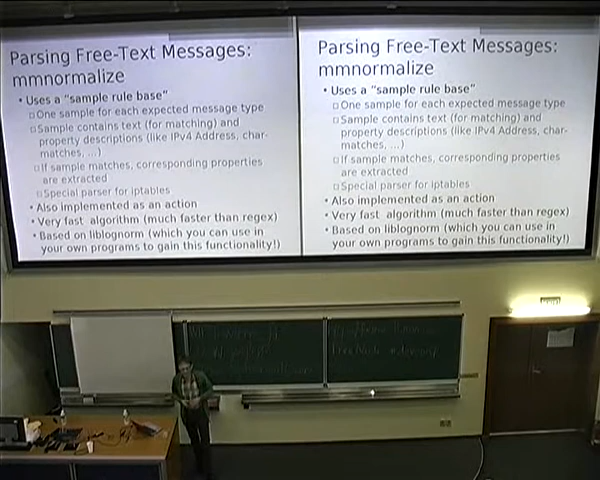 Parsing Free-Text Messages:
mmnormalize
• Uses a “sample rule base”
□One sample for each expected message type
□Sample contains text (for matching) and
property descriptions (like IPv4 Address, char-
matches, ...)
□If sample matches, corresponding properties
are extracted
□Special parser for iptables
• Also implemented as an action
• Very fast algorithm (much faster than regex)
• Based on liblognorm (which you can use in
your own programs to gain this functionality!)
Parsing Free-Text Messages:
mmnormalize
• Uses a “sample rule base”
□One sample for each expected message type
□Sample contains text (for matching) and
property descriptions (like IPv4 Address, char-
matches, ...)
□If sample matches, corresponding properties
are extracted
□Special parser for iptables
• Also implemented as an action
• Very fast algorithm (much faster than regex)
• Based on liblognorm (which you can use in
your own programs to gain this functionality!)